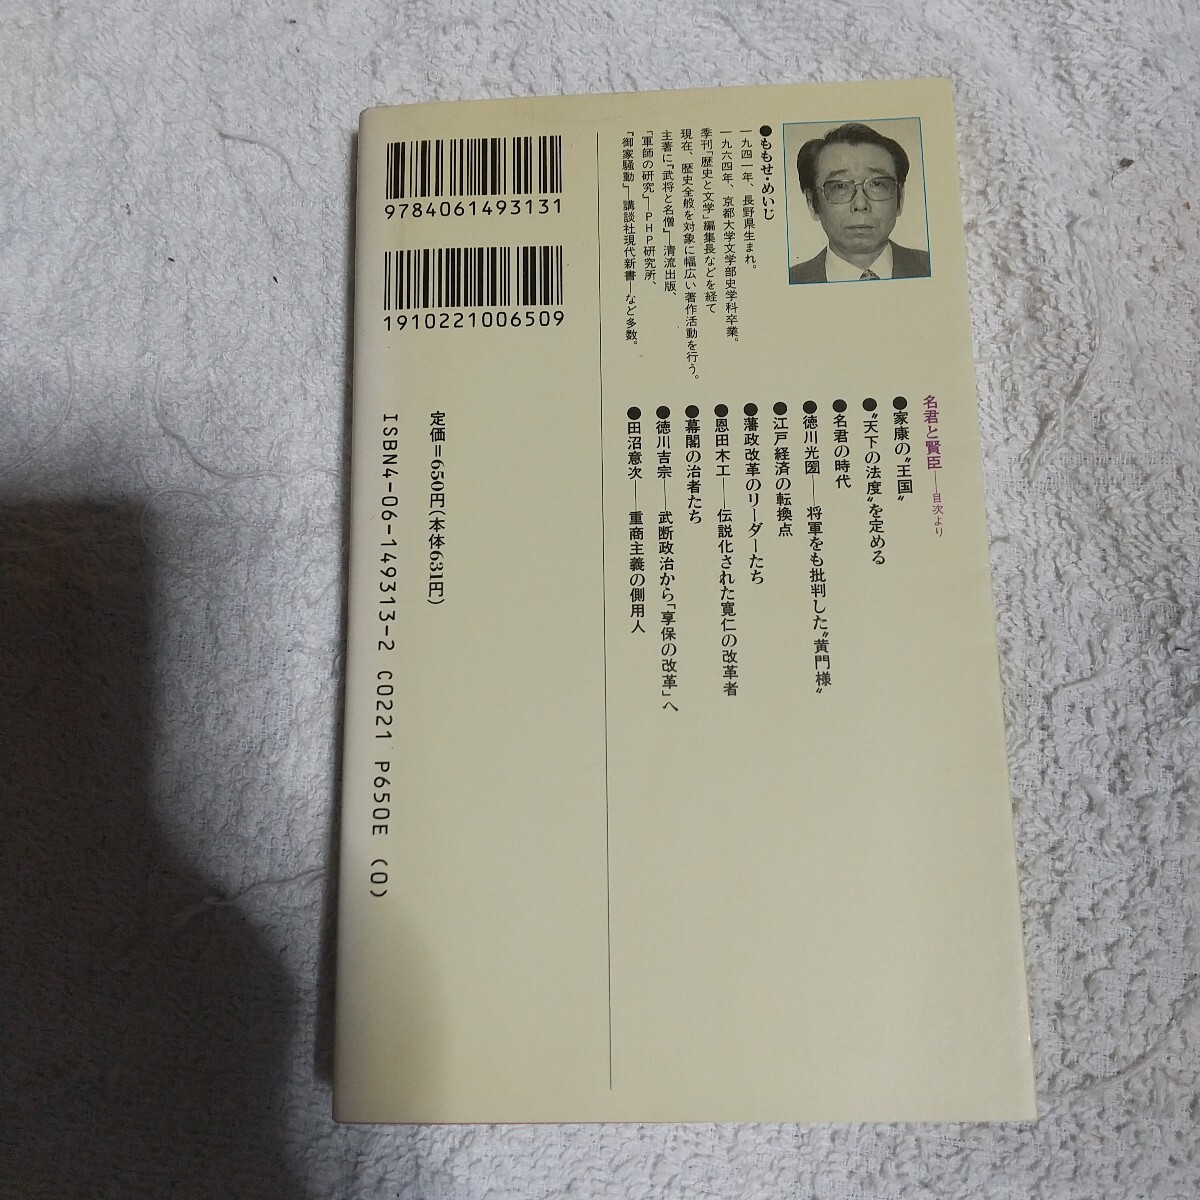 ●ももせ・めいじ
一九四一年、長野県生まれ。
一九六四年、京都大学文学部史学科卒業。
季刊「歴史と文学」編集長などを経て
現在、歴史全般を対象に幅広い著作活動を行う。
主著に『武将と名僧』―清流出版、
『軍師の研究』―PHP研究所、
『御家騒動』―講談社現代新書―など多数。
名君と賢臣――目次より
●家康の〝王国〟
●〝天下の法度〟を定める
●名君の時代
●徳川光圀――将軍をも批判した〝黄門様〟
●江戸経済の転換点
●藩政改革のリーダーたち
●恩田木工――伝説化された寛仁の改革者
●幕閣の治者たち
●徳川吉宗――武断政治から「享保の改革」へ
●田沼意次――重商主義の側用人
9784061493131
1910221006509
定価=650円(本体631円)
ISBN4-06-149313-2 C0221 P650E (0)